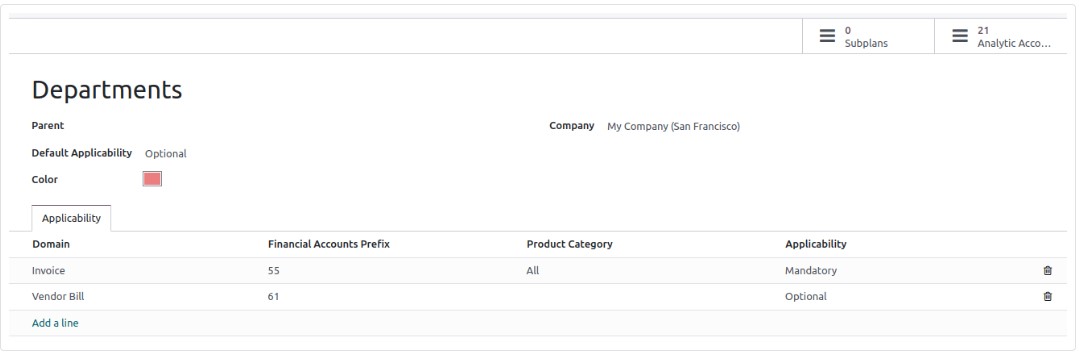 0
Subplans
21
Analytic Acco...
Departments
Parent
Company My Company (San Francisco)
Default Applicability Optional
Color
Applicability
Domain Financial Accounts Prefix Product Category Applicability
Invoice 55 All Mandatory
Vendor Bill 61 Optional
Add a line